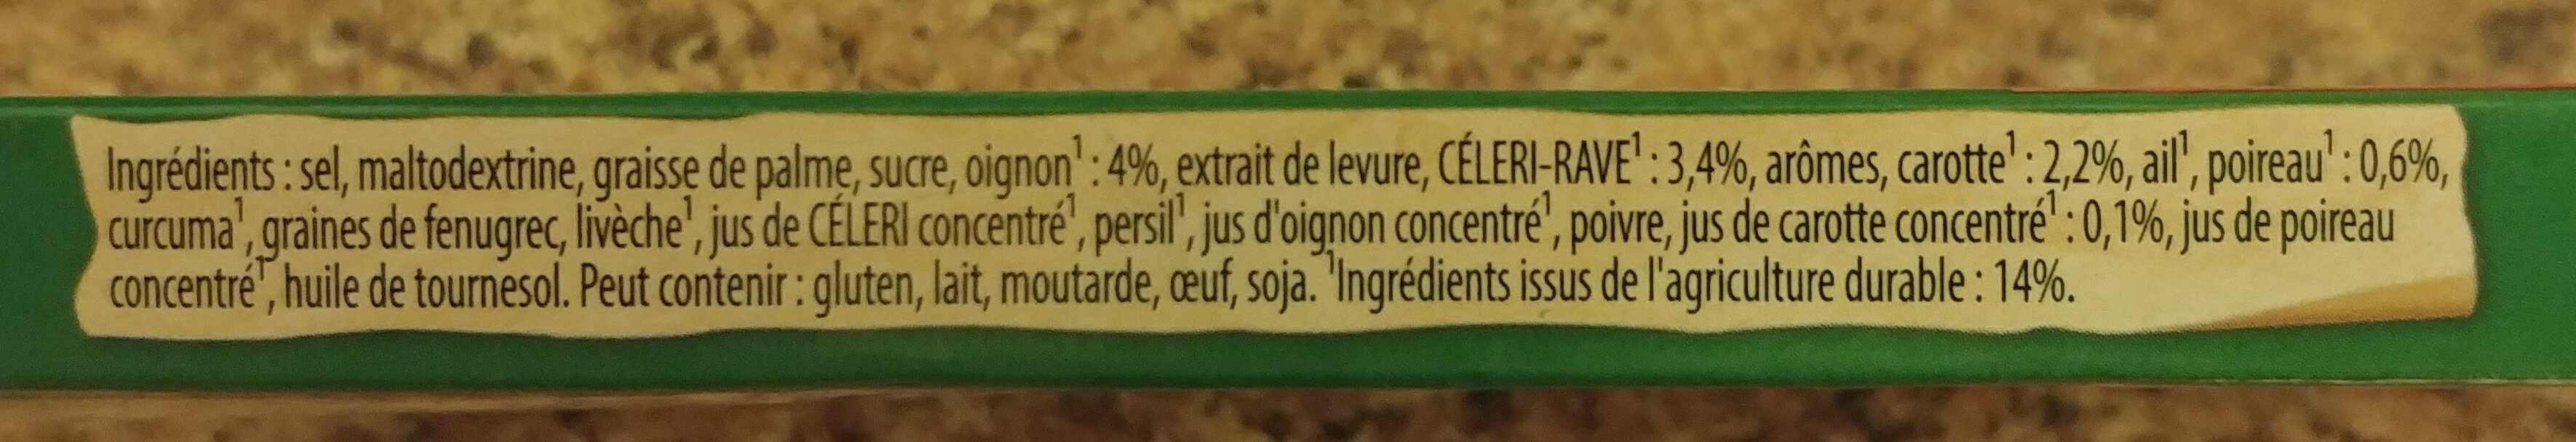 Ingrédients : sel, maltodextrine, graisse de palme, sucre, oignon¹ : 4%, extrait de levure, CÉLERI-RAVE¹ : 3,4%, arômes, carotte¹ : 2,2%, ail¹, poireau¹ : 0,6%,
curcuma¹, graines de fenugrec, livèche¹, jus de CÉLERI concentré¹, persil¹, jus d'oignon concentré¹, poivre, jus de carotte concentré¹ : 0,1%, jus de poireau
concentré¹, huile de tournesol. Peut contenir : gluten, lait, moutarde, œuf, soja. ¹Ingrédients issus de l'agriculture durable : 14%.